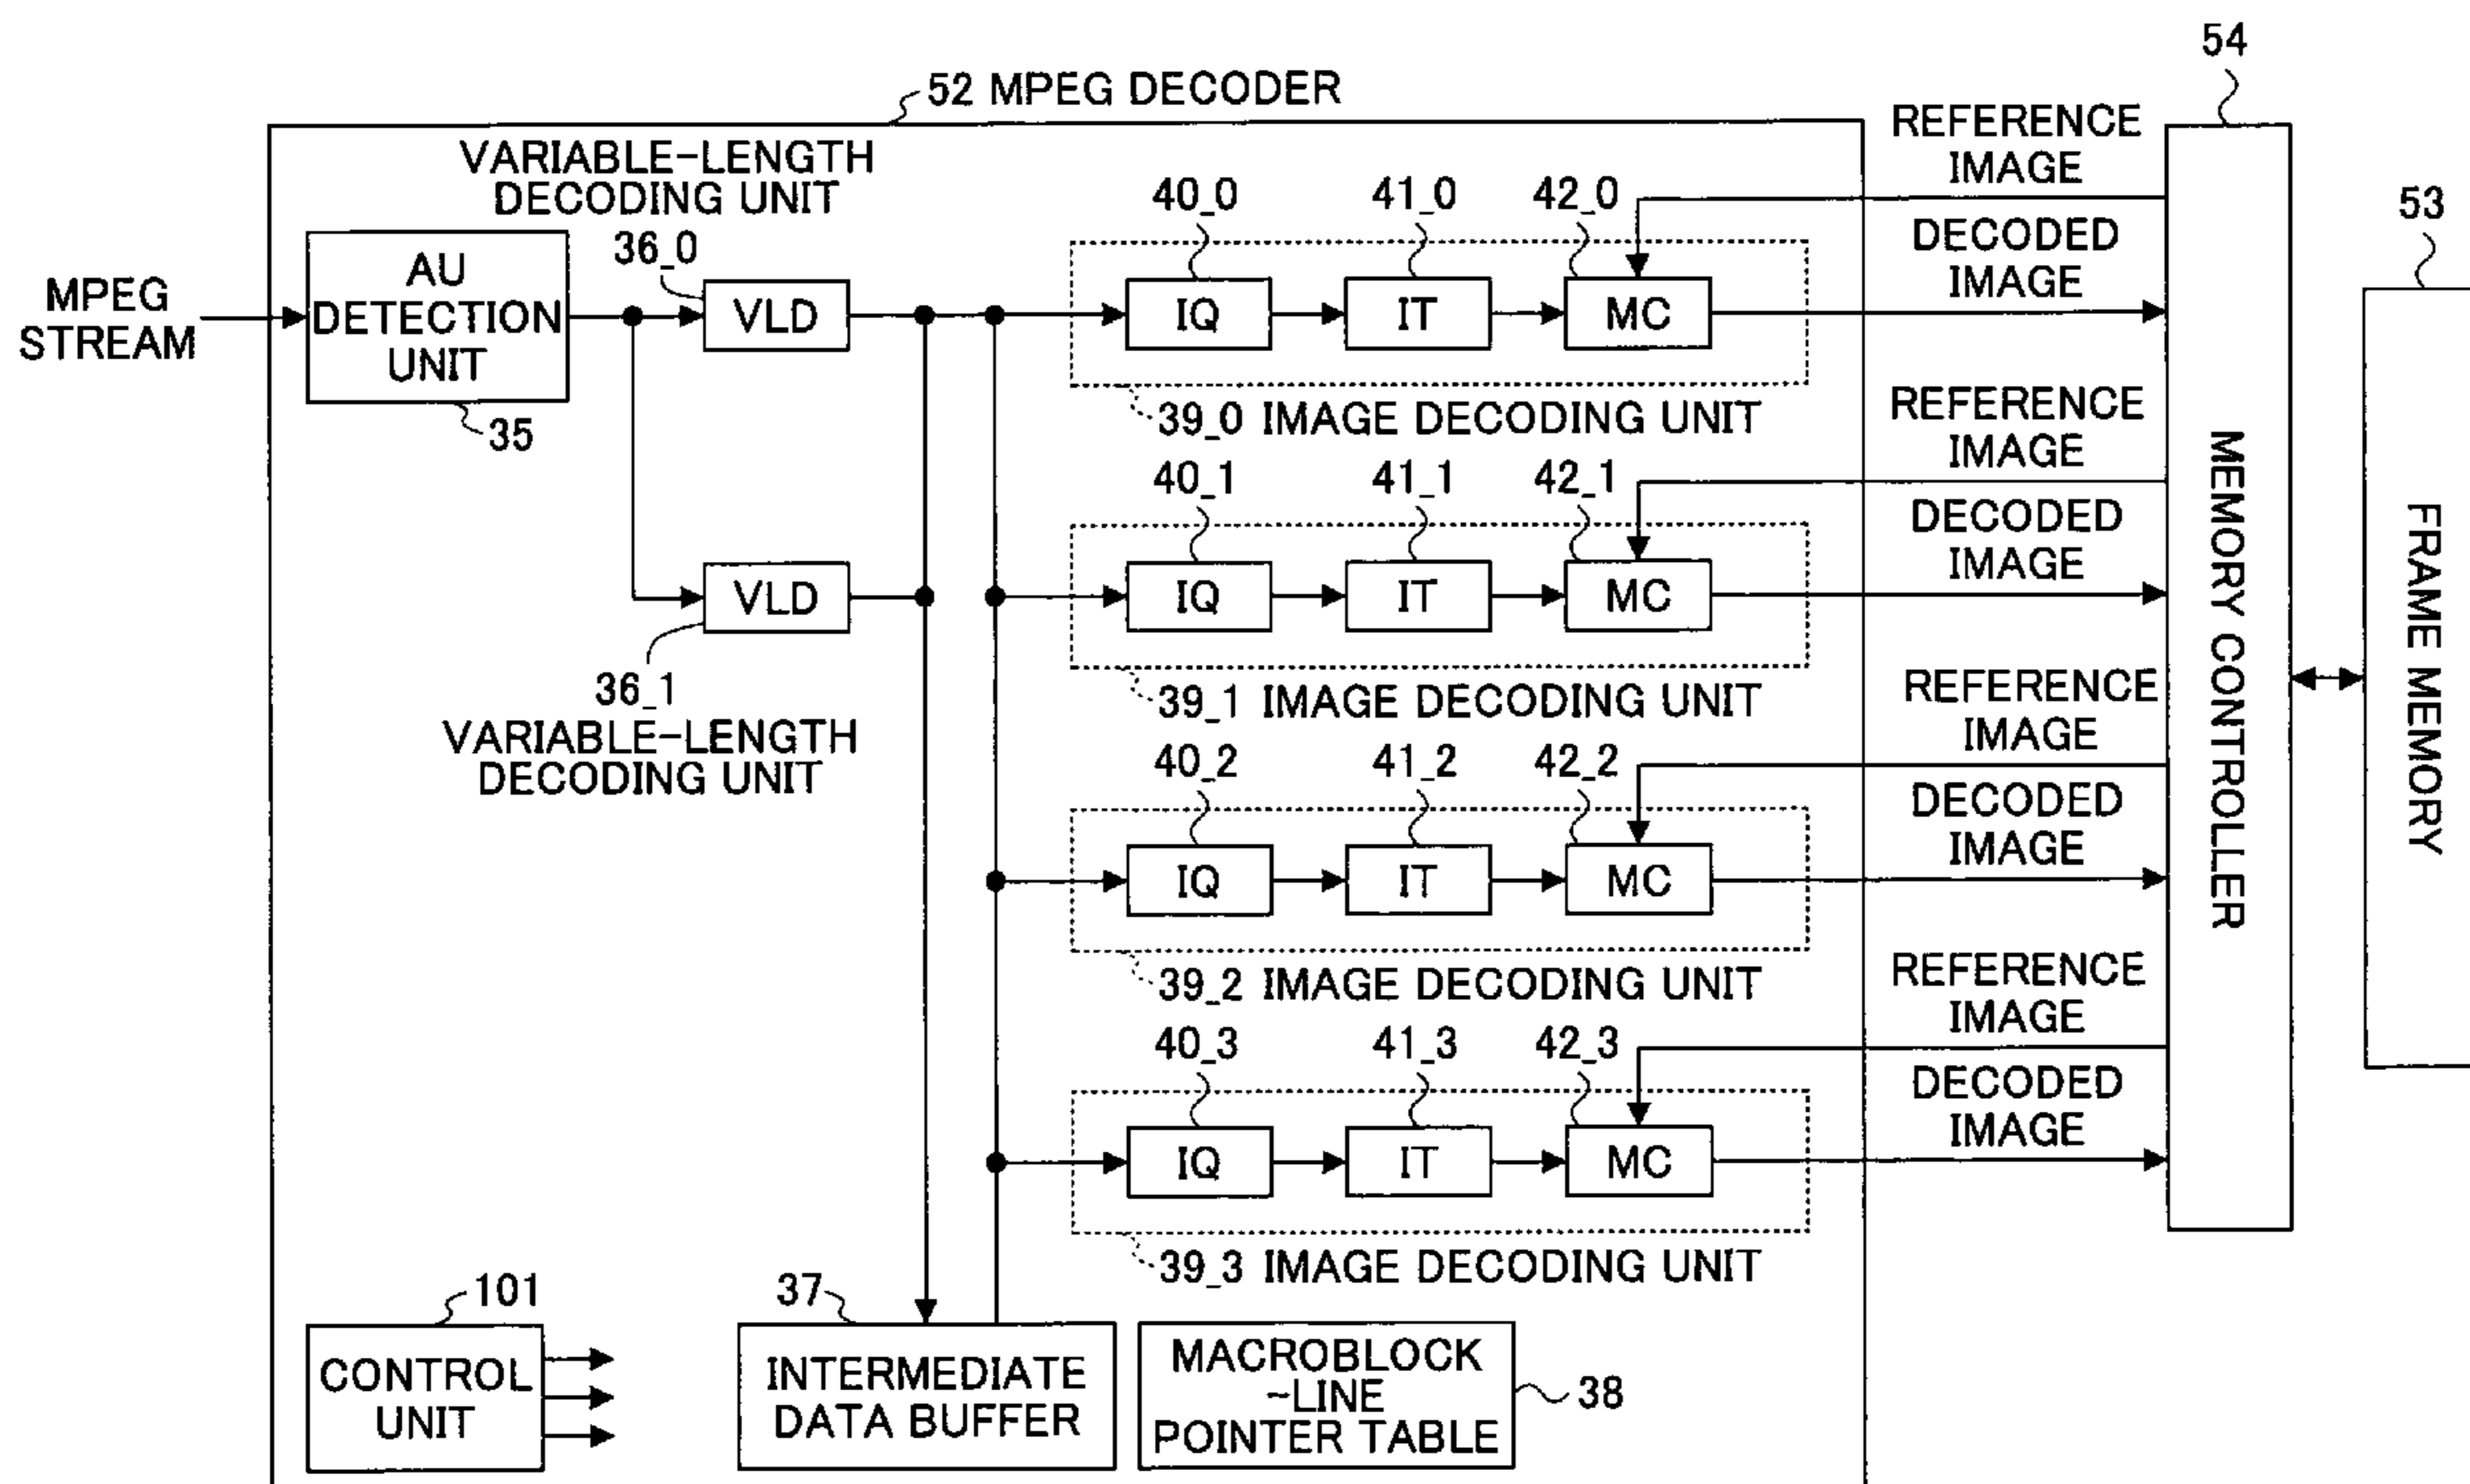 54
52 MPEG DECODER
REFERENCE
IMAGE
VARIABLE-LENGTH
DECODING UNIT
40_0
41_0
42_0
53
DECODED
IMAGE
36_0
AU
DETECTION
UNIT
MPEG
STREAM
VLD
IQ
IT
MC
35
39_0 IMAGE DECODING UNIT
REFERENCE
IMAGE
40_1
41_1
42_1
DECODED
IMAGE
VLD
IQ
IT
MC
36_1
VARIABLE-LENGTH
DECODING UNIT
39_1 IMAGE DECODING UNIT
REFERENCE
IMAGE
MEMORY CONTROLLER
FRAME MEMORY
40_2
41_2
42_2
DECODED
IMAGE
IQ
IT
MC
39_2 IMAGE DECODING UNIT
REFERENCE
IMAGE
40_3
41_3
42_3
DECODED
IMAGE
IQ
IT
MC
39_3 IMAGE DECODING UNIT
101
CONTROL
UNIT
37
INTERMEDIATE
DATA BUFFER
MACROBLOCK
-LINE
POINTER TABLE
38